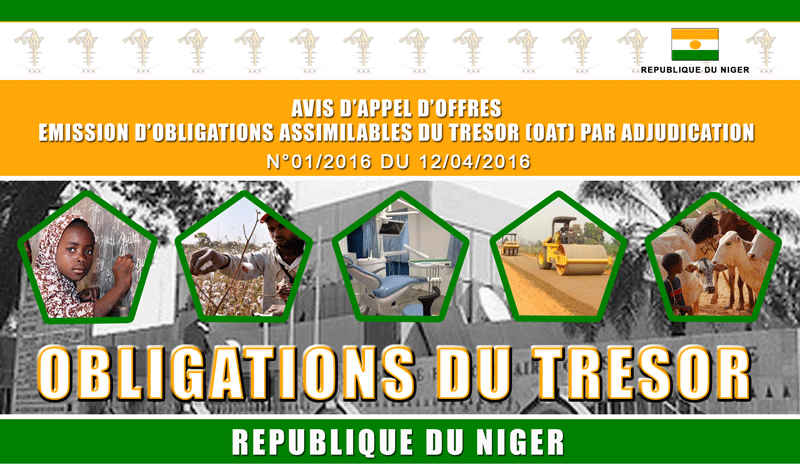 REPUBLIQUE DU NIGER
AVIS D'APPEL D'OFFRES
EMISSION D'OBLIGATIONS ASSIMILABLES DU TRESOR (OAT) PAR ADJUDICATION
N°01/2016 DU 12/04/2016
OBLIGATIONS DU TRESOR
REPUBLIQUE DU NIGER